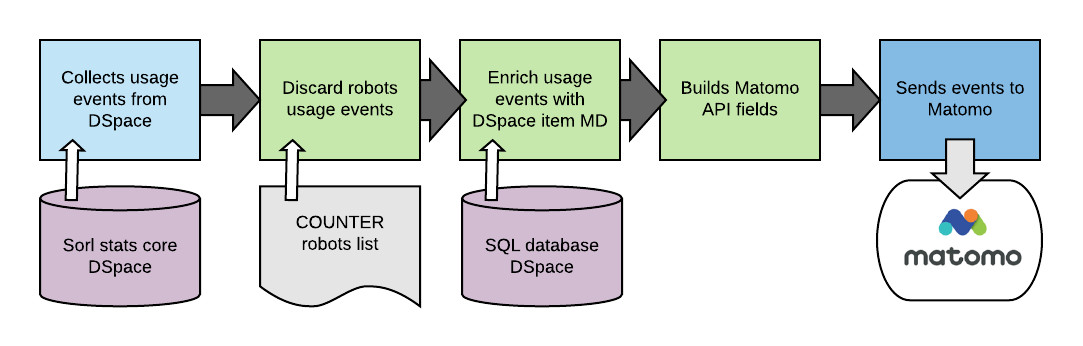 Collects usage
events from
DSpace
Discard robots
usage events
Enrich usage
events with
DSpace item MD
Builds Matomo
API fields
Sends events to
Matomo
Sorl stats core
DSpace
COUNTER
robots list
SQL database
DSpace
matomo